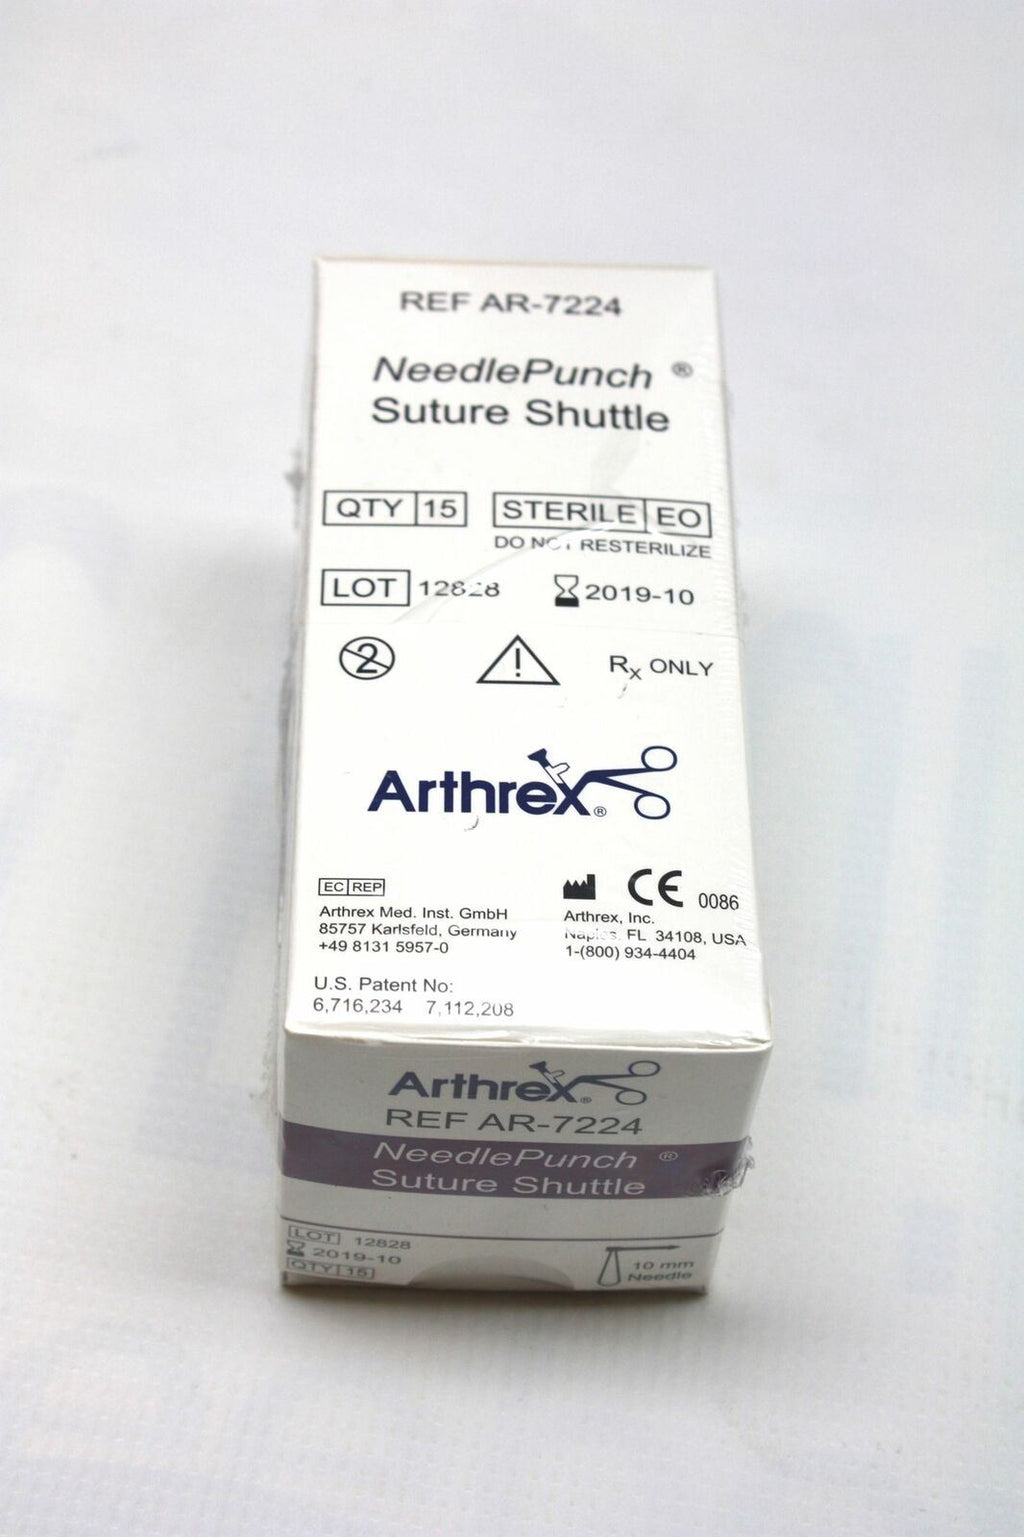 REF AR-7224
NeedlePunch ®
Suture Shuttle
QTY 15 STERILE EO
DO NOT RESTERILIZE
LOT 12828 2019-10
2 ! Rx ONLY
Arthrex®
EC REP CE 0086
Arthrex Med. Inst. GmbH
85757 Karlsfeld, Germany
+49 8131 5957-0
Arthrex, Inc.
Naples, FL 34108, USA
1-(800) 934-4404
U.S. Patent No:
6,716,234 7,112,208
Arthrex®
REF AR-7224
NeedlePunch ®
Suture Shuttle
LOT 12828
2019-10
QTY 15
10 mm
Needle